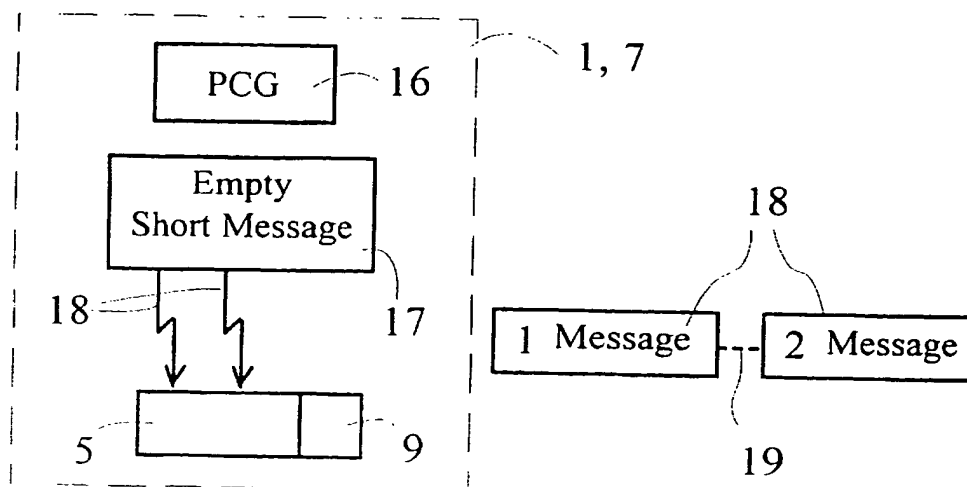 1, 7
PCG 16
Empty
Short Message
18
18 17
1 Message 2 Message
5 9
19